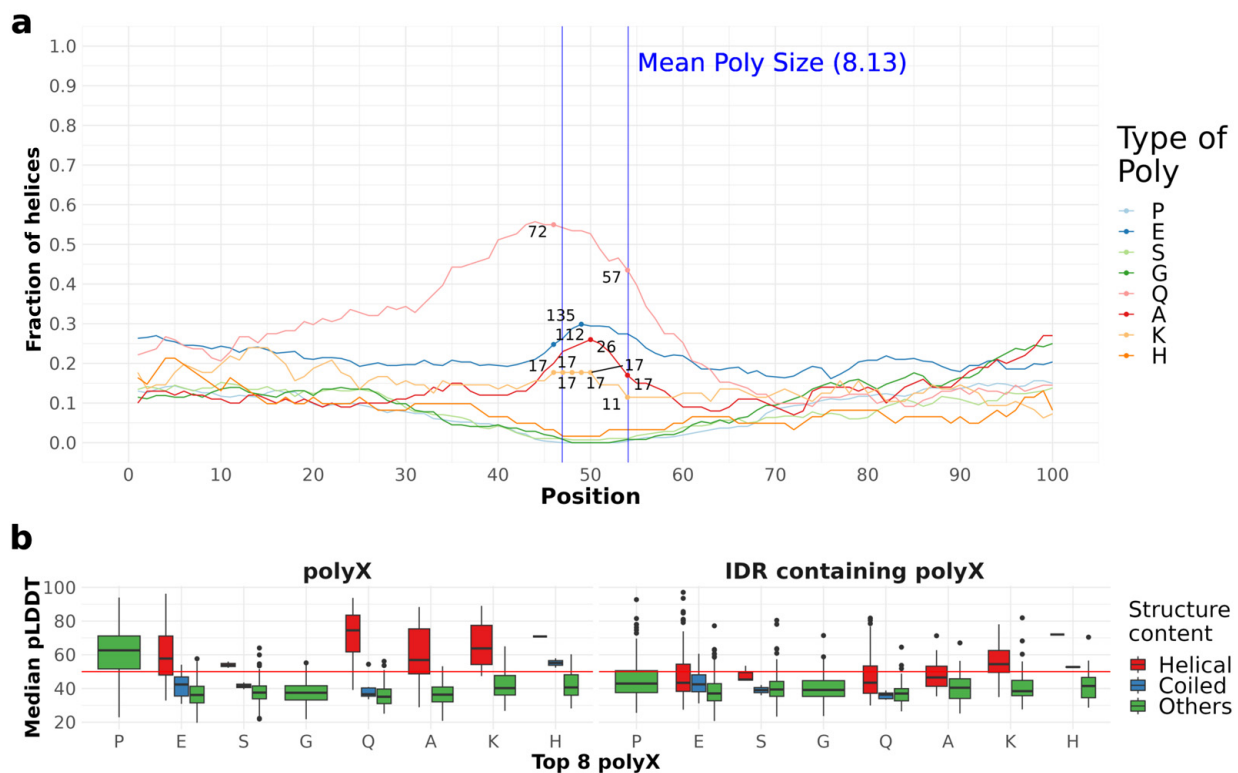 a
Mean Poly Size (8.13)
Fraction of helices
1.0
0.9
0.8
0.7
0.6
0.5
0.4
0.3
0.2
0.1
0.0
72
57
135
112
26
17
17
17
17
17
17
11
0 10 20 30 40 50 60 70 80 90 100
Position
Type of
Poly
P
E
S
G
Q
A
K
H
b
polyX
IDR containing polyX
Median pLDDT
100
80
60
40
20
P E S G Q A K H
P E S G Q A K H
Top 8 polyX
Structure
content
Helical
Coiled
Others